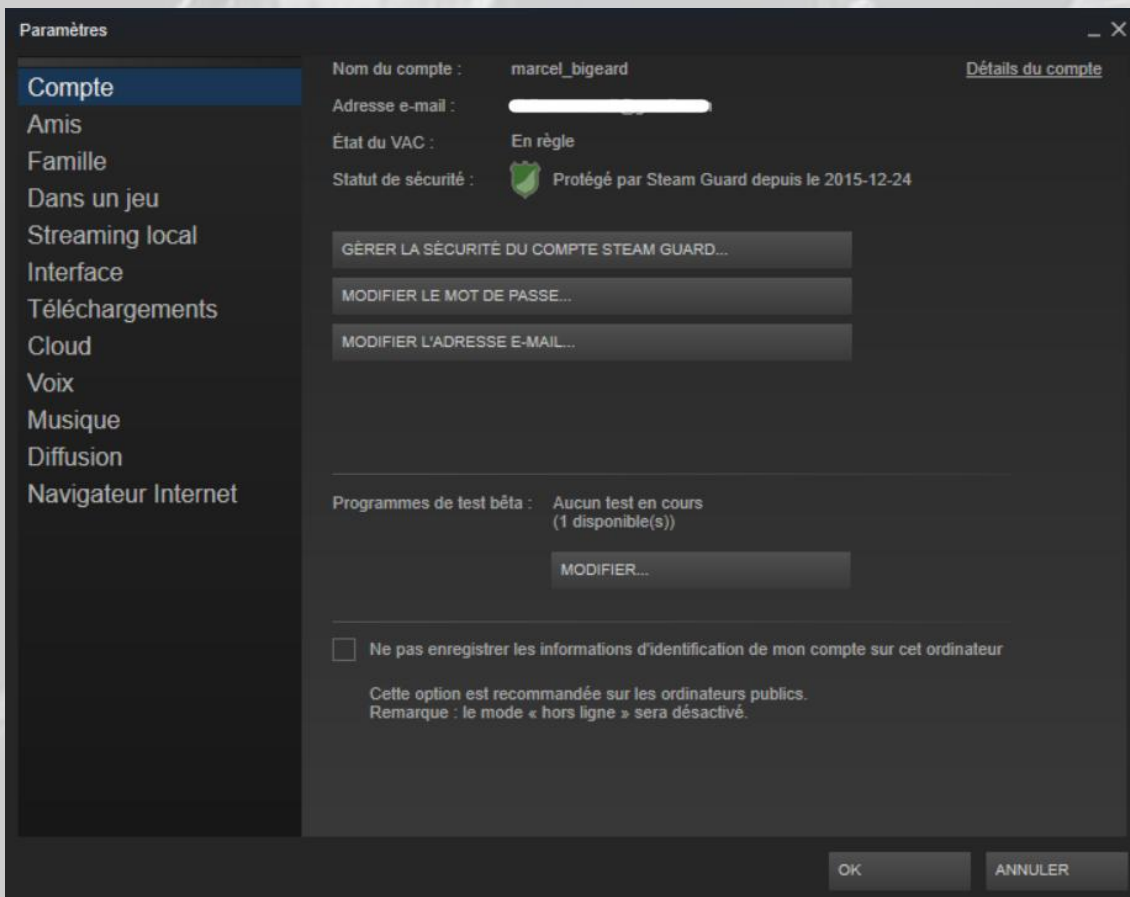 Paramètres
Compte
Amis
Famille
Dans un jeu
Streaming local
Interface
Téléchargements
Cloud
Voix
Musique
Diffusion
Navigateur Internet
Nom du compte : marcel_bigeard Détails du compte
Adresse e-mail :
État du VAC : En règle
Statut de sécurité : Protégé par Steam Guard depuis le 2015-12-24
GÉRER LA SÉCURITÉ DU COMPTE STEAM GUARD...
MODIFIER LE MOT DE PASSE...
MODIFIER L'ADRESSE E-MAIL...
Programmes de test bêta : Aucun test en cours
(1 disponible(s))
MODIFIER...
Ne pas enregistrer les informations d'identification de mon compte sur cet ordinateur
Cette option est recommandée sur les ordinateurs publics.
Remarque : le mode « hors ligne » sera désactivé.
OK ANNULER